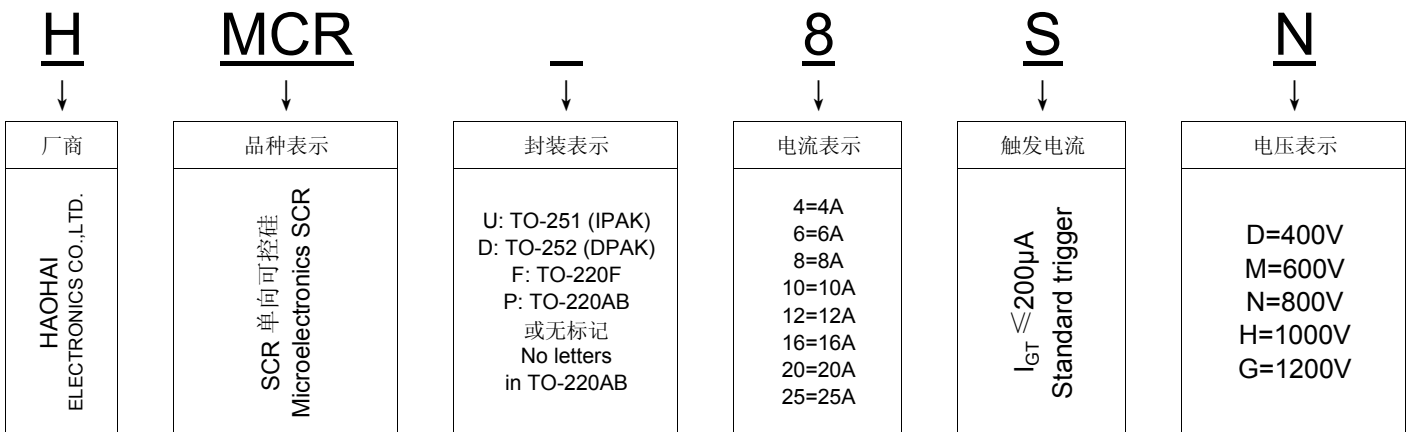 H MCR _ 8 S N
厂商
HAOHAI
ELECTRONICS CO.,LTD.
品种表示
SCR 单向可控硅
Microelectronics SCR
封装表示
U: TO-251 (IPAK)
D: TO-252 (DPAK)
F: TO-220F
P: TO-220AB
或无标记
No letters
in TO-220AB
电流表示
4=4A
6=6A
8=8A
10=10A
12=12A
16=16A
20=20A
25=25A
触发电流
IGT ≤200μA
Standard trigger
电压表示
D=400V
M=600V
N=800V
H=1000V
G=1200V